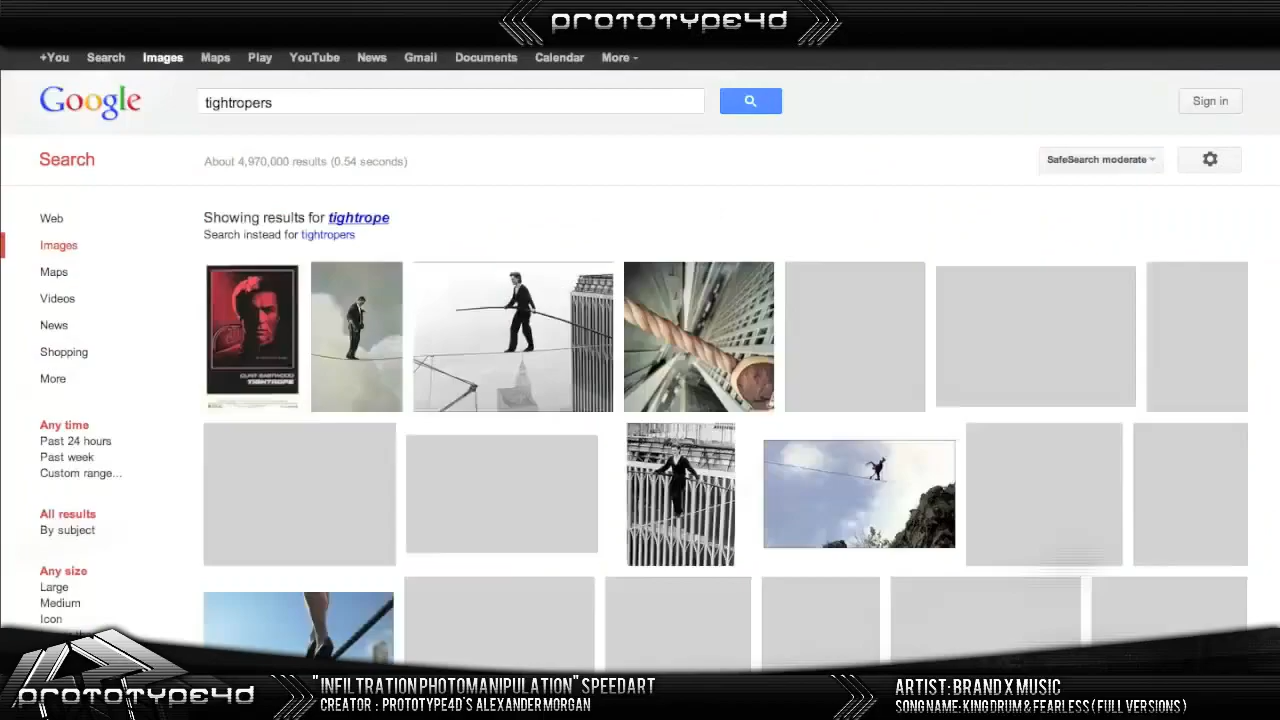 PROTOTYPE4D
+You Search Images Maps Play YouTube News Gmail Documents Calendar More
Google
tightropers
Sign in
Search
About 4,970,000 results (0.54 seconds)
SafeSearch moderate
Showing results for tightrope
Search instead for tightropers
Web
Images
Maps
Videos
News
Shopping
More
CLINT EASTWOOD
TIGHTROPE
Any time
Past 24 hours
Past week
Custom range...
All results
By subject
Any size
Large
Medium
Icon
PROTOTYPE4D
"INFILTRATION PHOTOMANIPULATION" SPEEDART
CREATOR : PROTOTYPE4D`S ALEXANDER MORGAN
ARTIST: BRAND X MUSIC
SONG NAME: KING DRUM & FEARLESS ( FULL VERSIONS )